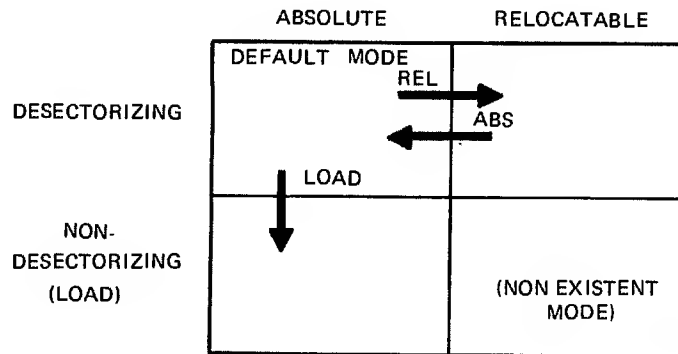 ABSOLUTE RELOCATABLE
DEFAULT MODE
REL
DESECTORIZING
ABS
LOAD
NON-
DESECTORIZING
(LOAD)
(NON EXISTENT
MODE)